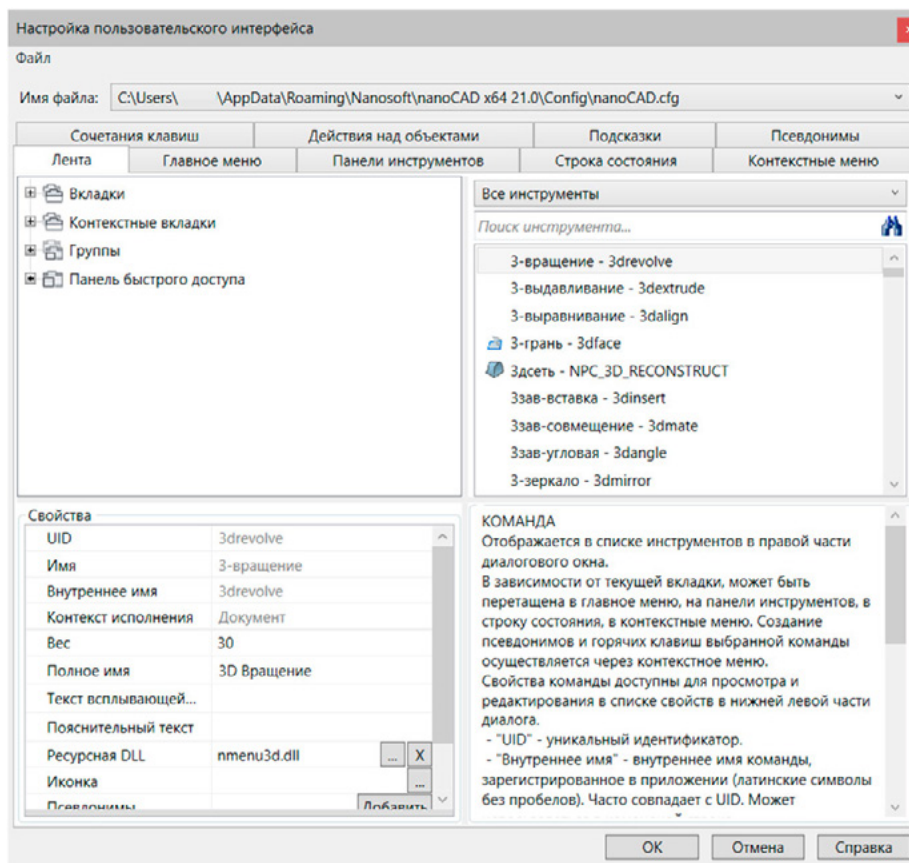 Настройка пользовательского интерфейса
x
Файл
Имя файла: C:\Users\ \AppData\Roaming\Nanosoft\nanoCAD x64 21.0\Config\nanoCAD.cfg
Сочетания клавиш Действия над объектами Подсказки Псевдонимы
Лента Главное меню Панели инструментов Строка состояния Контекстные меню
Вкладки
Контекстные вкладки
Группы
Панель быстрого доступа
Все инструменты
Поиск инструмента...
3-вращение - 3drevolve
3-выдавливание - 3dextrude
3-выравнивание - 3dalign
3-грань - 3dface
3дсеть - NPC_3D_RECONSTRUCT
3зав-вставка - 3dinsert
3зав-совмещение - 3dmate
3зав-угловая - 3dangle
3-зеркало - 3dmirror
Свойства
UID 3drevolve
Имя 3-вращение
Внутреннее имя 3drevolve
Контекст исполнения Документ
Вес 30
Полное имя 3D Вращение
Текст всплывающей...
Пояснительный текст
Ресурсная DLL nmenu3d.dll ... X
Иконка ...
Псевдонимы Добавить
КОМАНДА
Отображается в списке инструментов в правой части
диалогового окна.
В зависимости от текущей вкладки, может быть
перетащена в главное меню, на панели инструментов, в
строку состояния, в контекстные меню. Создание
псевдонимов и горячих клавиш выбранной команды
осуществляется через контекстное меню.
Свойства команды доступны для просмотра и
редактирования в списке свойств в нижней левой части
диалога.
- "UID" - уникальный идентификатор.
- "Внутреннее имя" - внутреннее имя команды,
зарегистрированное в приложении (латинские символы
без пробелов). Часто совпадает с UID. Может
OK Отмена Справка